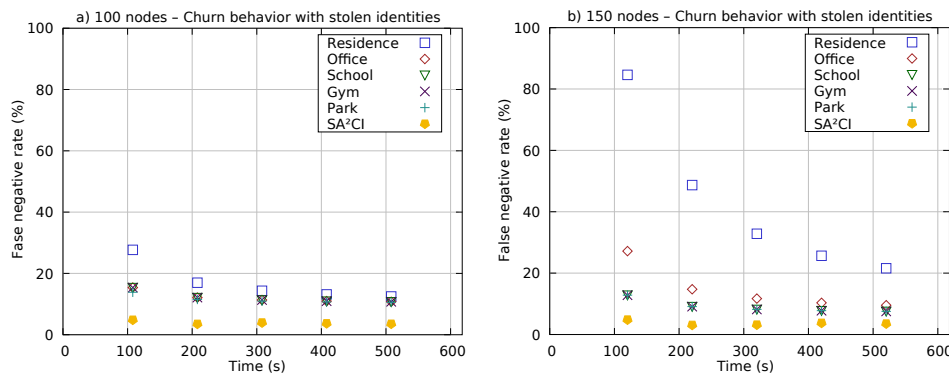 a) 100 nodes – Churn behavior with stolen identities
100
80
60
40
20
0
Fase negative rate (%)
Residence
Office
School
Gym
Park
SA²CI
0 100 200 300 400 500 600
Time (s)
b) 150 nodes – Churn behavior with stolen identities
100
80
60
40
20
0
False negative rate (%)
Residence
Office
School
Gym
Park
SA²CI
0 100 200 300 400 500 600
Time (s)